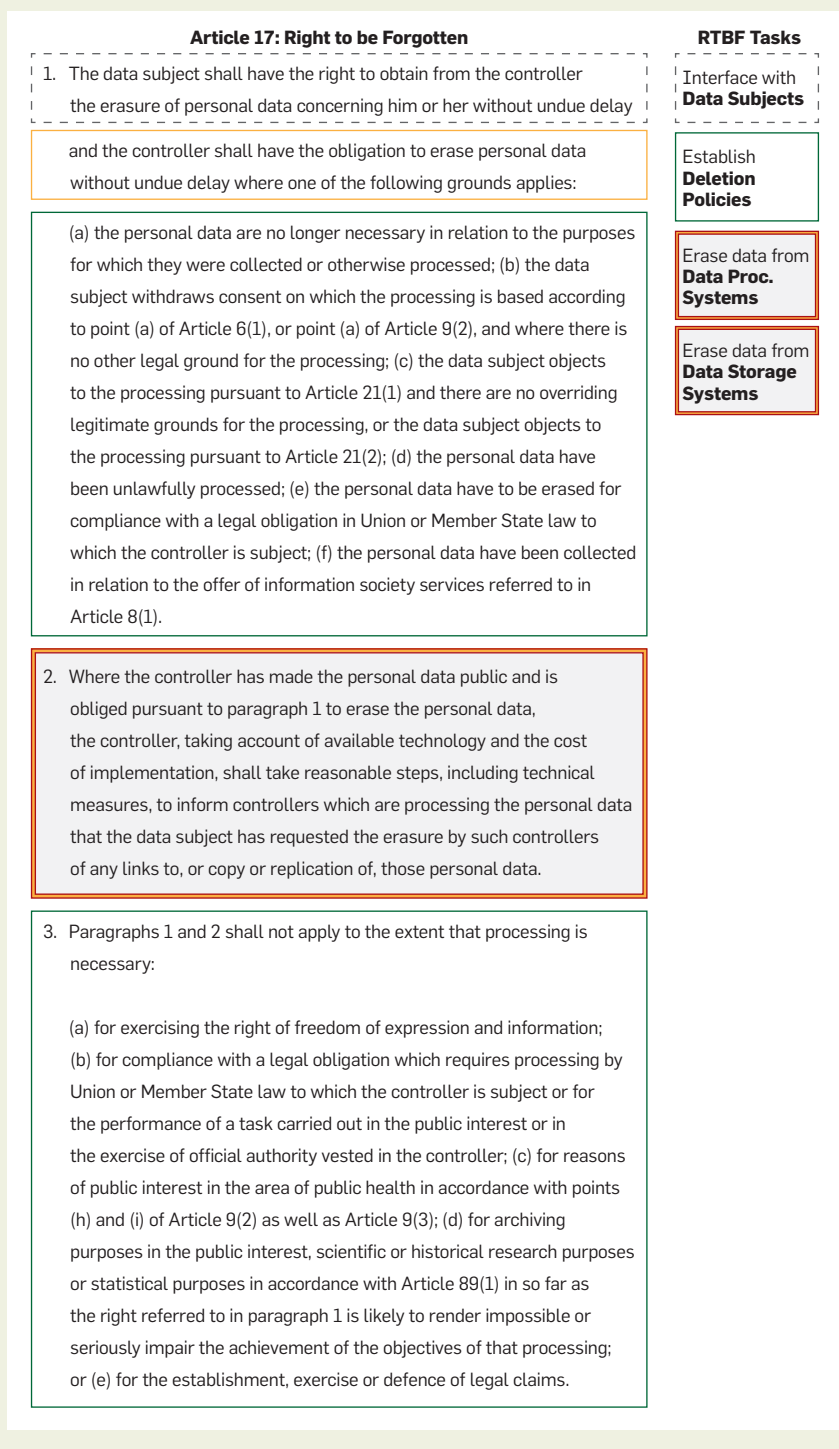 Article 17: Right to be Forgotten
1. The data subject shall have the right to obtain from the controller
the erasure of personal data concerning him or her without undue delay
and the controller shall have the obligation to erase personal data
without undue delay where one of the following grounds applies:
(a) the personal data are no longer necessary in relation to the purposes
for which they were collected or otherwise processed; (b) the data
subject withdraws consent on which the processing is based according
to point (a) of Article 6(1), or point (a) of Article 9(2), and where there is
no other legal ground for the processing; (c) the data subject objects
to the processing pursuant to Article 21(1) and there are no overriding
legitimate grounds for the processing, or the data subject objects to
the processing pursuant to Article 21(2); (d) the personal data have
been unlawfully processed; (e) the personal data have to be erased for
compliance with a legal obligation in Union or Member State law to
which the controller is subject; (f) the personal data have been collected
in relation to the offer of information society services referred to in
Article 8(1).
2. Where the controller has made the personal data public and is
obliged pursuant to paragraph 1 to erase the personal data,
the controller, taking account of available technology and the cost
of implementation, shall take reasonable steps, including technical
measures, to inform controllers which are processing the personal data
that the data subject has requested the erasure by such controllers
of any links to, or copy or replication of, those personal data.
3. Paragraphs 1 and 2 shall not apply to the extent that processing is
necessary:
(a) for exercising the right of freedom of expression and information;
(b) for compliance with a legal obligation which requires processing by
Union or Member State law to which the controller is subject or for
the performance of a task carried out in the public interest or in
the exercise of official authority vested in the controller; (c) for reasons
of public interest in the area of public health in accordance with points
(h) and (i) of Article 9(2) as well as Article 9(3); (d) for archiving
purposes in the public interest, scientific or historical research purposes
or statistical purposes in accordance with Article 89(1) in so far as
the right referred to in paragraph 1 is likely to render impossible or
seriously impair the achievement of the objectives of that processing;
or (e) for the establishment, exercise or defence of legal claims.
RTBF Tasks
Interface with
Data Subjects
Establish
Deletion
Policies
Erase data from
Data Proc.
Systems
Erase data from
Data Storage
Systems